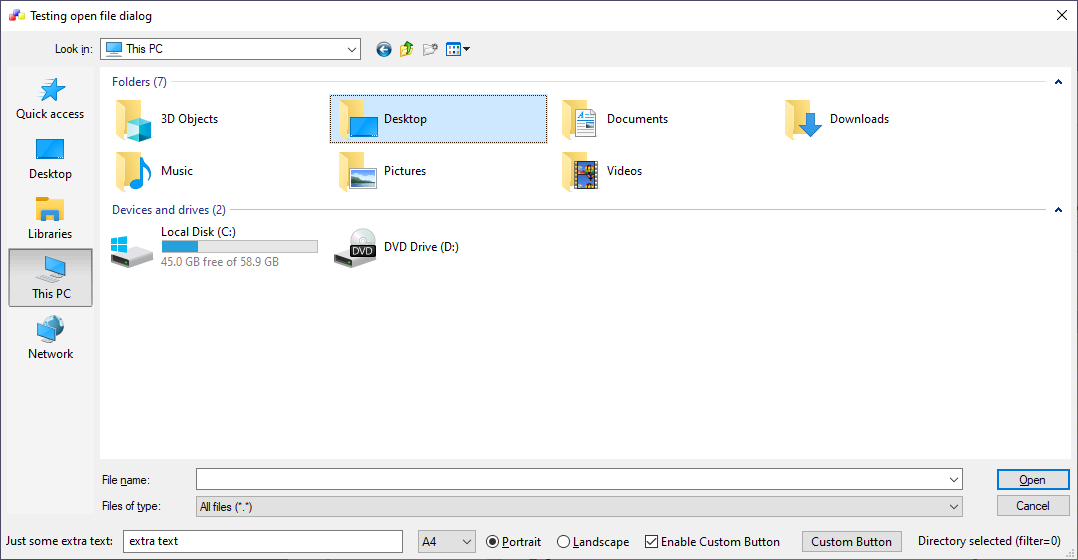 Testing open file dialog
Look in: This PC
Quick access
Desktop
Libraries
This PC
Network
Folders (7)
3D Objects Desktop Documents Downloads
Music Pictures Videos
Devices and drives (2)
Local Disk (C:)
45.0 GB free of 58.9 GB
DVD
DVD Drive (D:)
File name: Open
Files of type: All files (*.*) Cancel
Just some extra text: extra text A4 Portrait Landscape Enable Custom Button Custom Button Directory selected (filter=0)